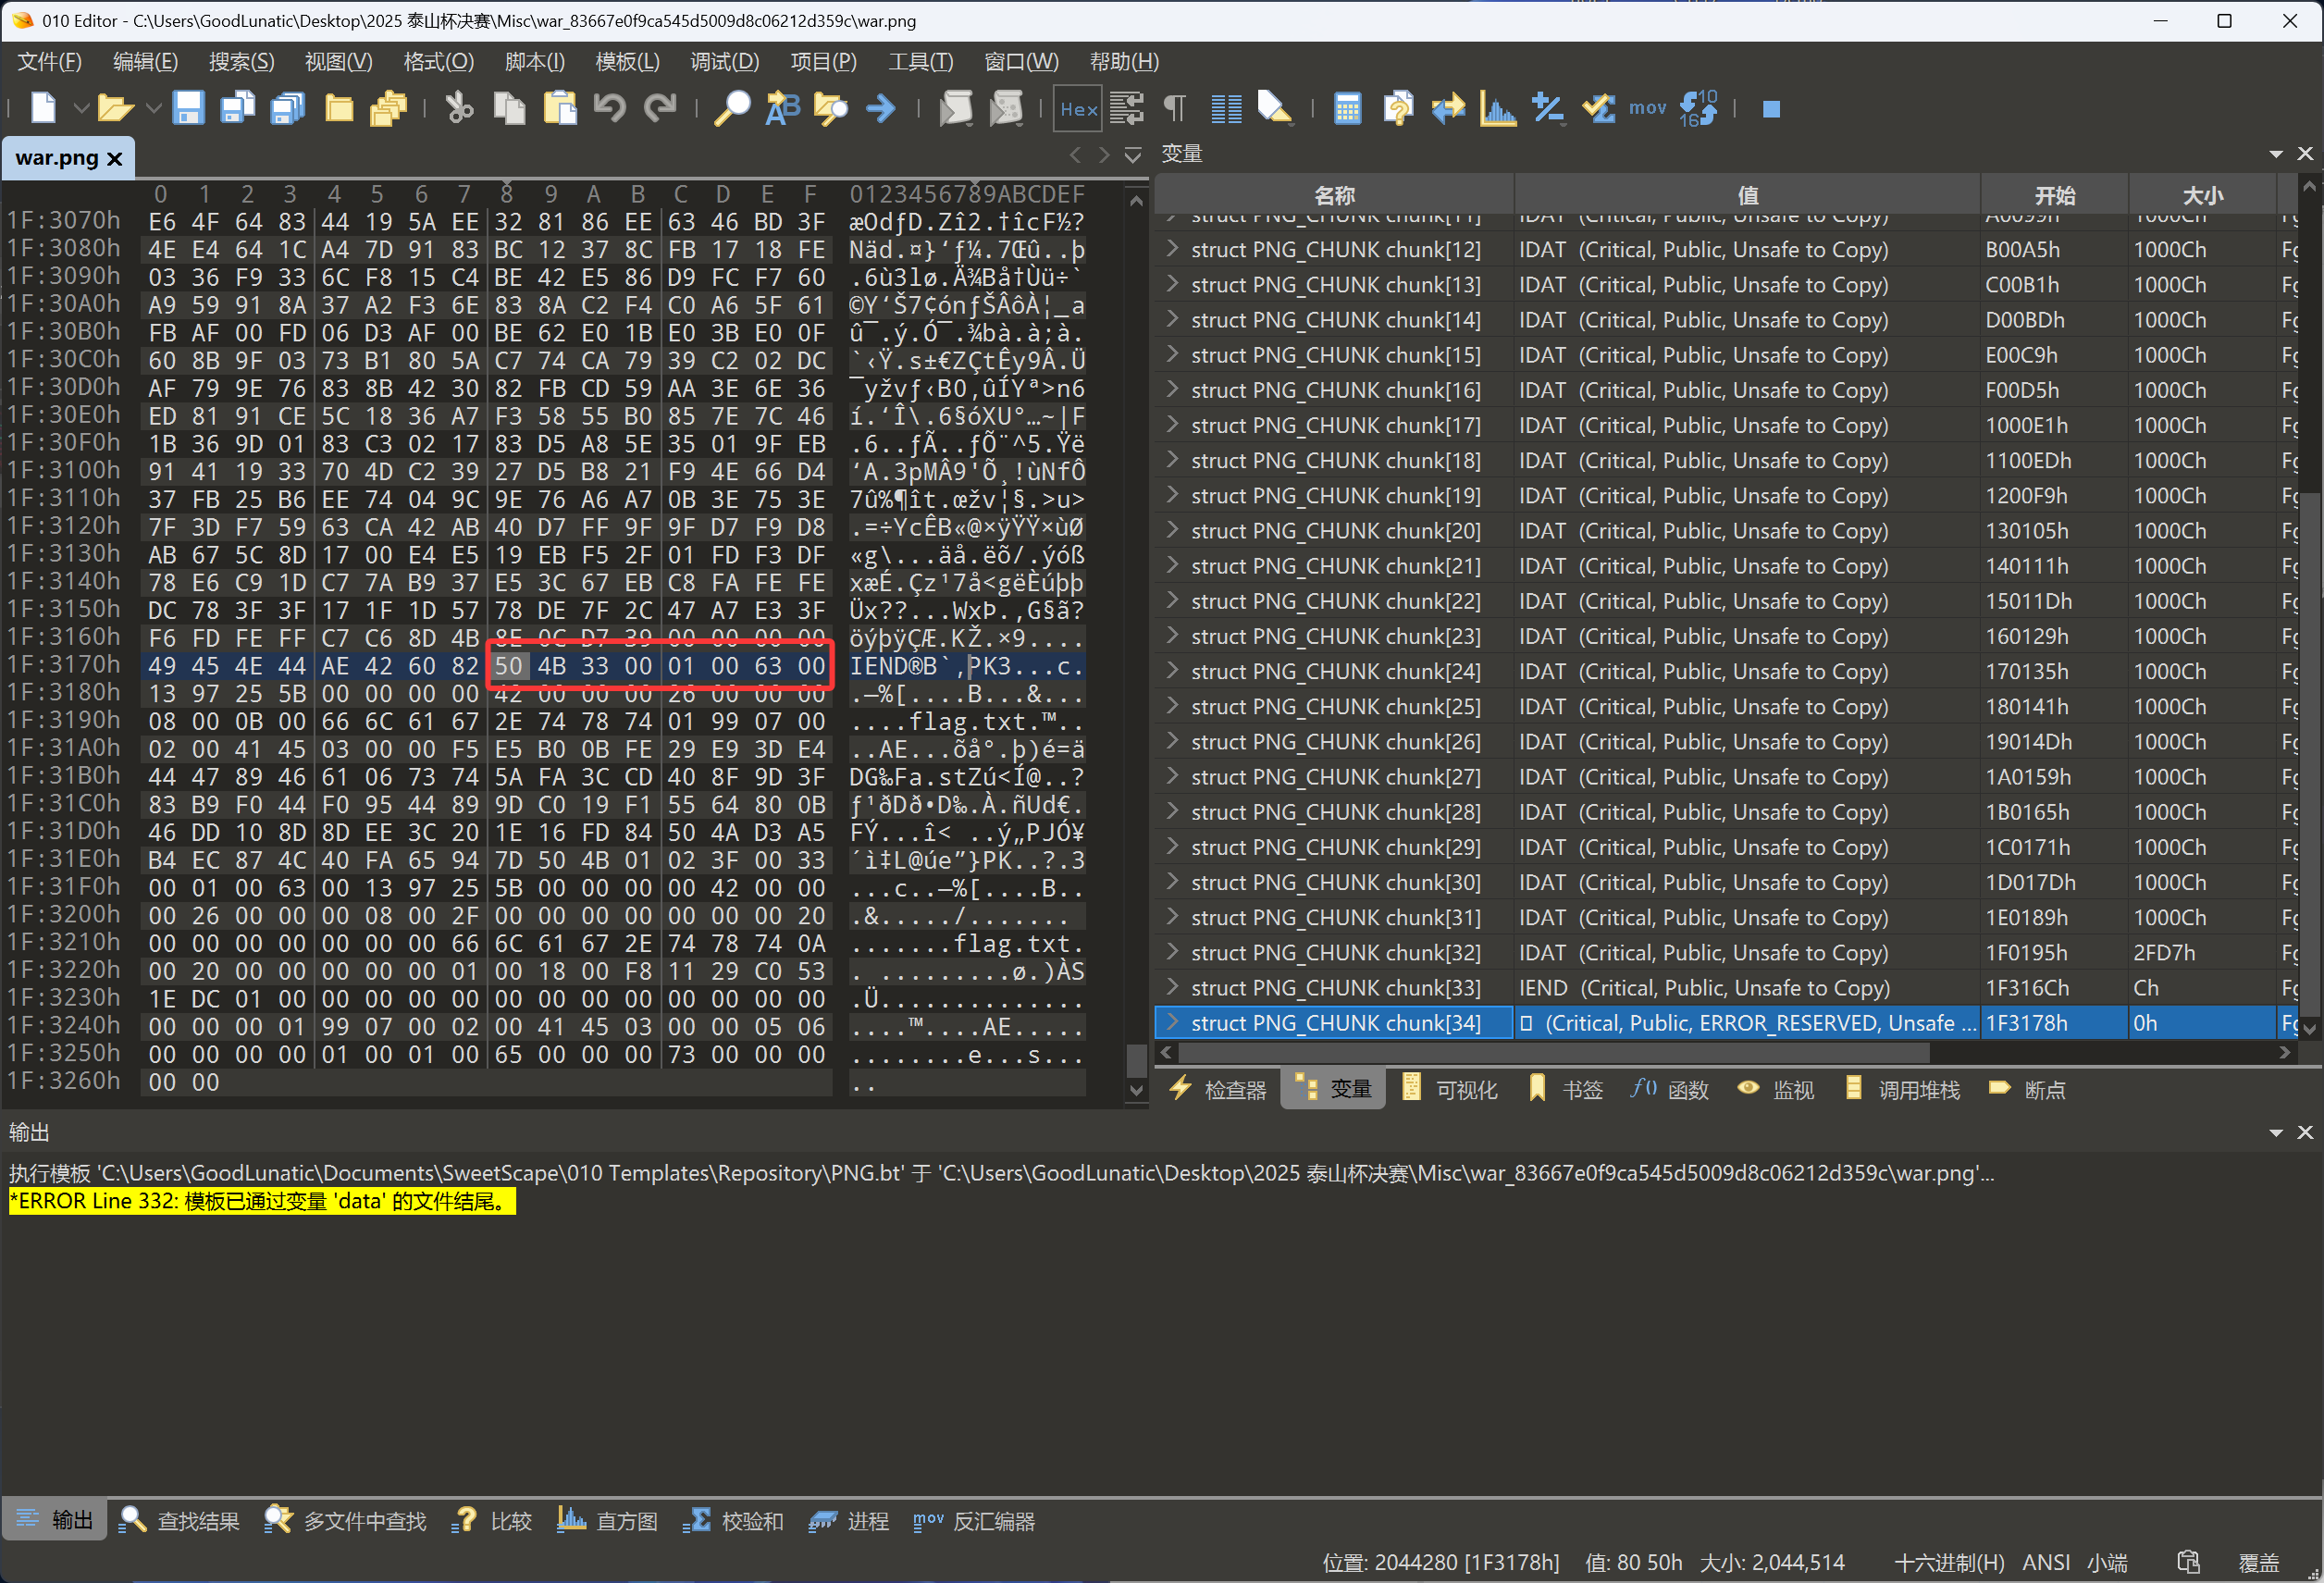 010 Editor - C:\Users\GoodLunatic\Desktop\2025 泰山杯决赛\Misc\war_83667e0f9ca545d5009d8c06212d359c\war.png
文件(F) 编辑(E) 搜索(S) 视图(V) 格式(O) 脚本(I) 模板(L) 调试(D) 项目(P) 工具(T) 窗口(W) 帮助(H)
Hex mov 10 16
war.png
0 1 2 3 4 5 6 7 8 9 A B C D E F 0123456789ABCDEF
1F:3070h E6 4F 64 83 44 19 5A EE 32 81 86 EE 63 46 BD 3F æOdƒD.Zî2.†îcF½?
1F:3080h 4E E4 64 1C A4 7D 91 83 BC 12 37 8C FB 17 18 FE Näd.¤}‘ƒ¼.7Œû..þ
1F:3090h 03 36 F9 33 6C F8 15 C4 BE 42 E5 86 D9 FC F7 60 .6ù3lø.Ä¾Bå†Ùü÷`
1F:30A0h A9 59 91 8A 37 A2 F3 6E 83 8A C2 F4 C0 A6 5F 61 ©Y‘Š7¢ónƒŠÂôÀ¦_a
1F:30B0h FB AF 00 FD 06 D3 AF 00 BE 62 E0 1B E0 3B E0 0F û¯.ý.Ó¯.¾bà.à;à.
1F:30C0h 60 8B 9F 03 73 B1 80 5A C7 74 CA 79 39 C2 02 DC `‹Ÿ.s±€ZÇtÊy9Â.Ü
1F:30D0h AF 79 9E 76 83 8B 42 30 82 FB CD 59 AA 3E 6E 36 ¯yžvƒ‹B0‚ûÍYª>n6
1F:30E0h ED 81 91 CE 5C 18 36 A7 F3 58 55 B0 85 7E 7C 46 í.‘Î\.6§óXU°…~|F
1F:30F0h 1B 36 9D 01 83 C3 02 17 83 D5 A8 5E 35 01 9F EB .6..ƒÃ..ƒÕ¨^5.Ÿë
1F:3100h 91 41 19 33 70 4D C2 39 27 D5 B8 21 F9 4E 66 D4 ‘A.3pMÂ9'Õ¸!ùNfÔ
1F:3110h 37 FB 25 B6 EE 74 04 9C 9E 76 A6 A7 0B 3E 75 3E 7û%¶ît.œžv¦§.>u>
1F:3120h 7F 3D F7 59 63 CA 42 AB 40 D7 FF 9F 9F D7 F9 D8 .=÷YcÊB«@×ÿŸŸ×ùØ
1F:3130h AB 67 5C 8D 17 00 E4 E5 19 EB F5 2F 01 FD F3 DF «g\...äå.ëõ/.ýóß
1F:3140h 78 E6 C9 1D C7 7A B9 37 E5 3C 67 EB C8 FA FE FE xæÉ.Çz¹7å<gëÈúþþ
1F:3150h DC 78 3F 3F 17 1F 1D 57 78 DE 7F 2C 47 A7 E3 3F Üx??...WxÞ.,G§ã?
1F:3160h F6 FD FE FF C7 C6 8D 4B 8E 0C D7 39 00 00 00 00 öýþÿÇÆ.KŽ.×9....
1F:3170h 49 45 4E 44 AE 42 60 82 50 4B 33 00 01 00 63 00 IEND®B`‚PK3...c.
1F:3180h 13 97 25 5B 00 00 00 00 42 00 00 00 26 00 00 00 .—%[....B...&...
1F:3190h 08 00 0B 00 66 6C 61 67 2E 74 78 74 01 99 07 00 ....flag.txt.™..
1F:31A0h 02 00 41 45 03 00 00 F5 E5 B0 0B FE 29 E9 3D E4 ..AE...õå°.þ)é=ä
1F:31B0h 44 47 89 46 61 06 73 74 5A FA 3C CD 40 8F 9D 3F DG‰Fa.stZú<Í@..?
1F:31C0h 83 B9 F0 44 F0 95 44 89 9D C0 19 F1 55 64 80 0B ƒ¹ðDð•D‰.À.ñUd€.
1F:31D0h 46 DD 10 8D 8D EE 3C 20 1E 16 FD 84 50 4A D3 A5 FÝ...î< ..ý„PJÓ¥
1F:31E0h B4 EC 87 4C 40 FA 65 94 7D 50 4B 01 02 3F 00 33 ´ì‡L@úe”}PK..?.3
1F:31F0h 00 01 00 63 00 13 97 25 5B 00 00 00 00 42 00 00 ...c..—%[....B..
1F:3200h 00 26 00 00 00 08 00 2F 00 00 00 00 00 00 00 20 .&...../.......
1F:3210h 00 00 00 00 00 00 00 66 6C 61 67 2E 74 78 74 0A .......flag.txt.
1F:3220h 00 20 00 00 00 00 00 01 00 18 00 F8 11 29 C0 53 . .........ø.)ÀS
1F:3230h 1E DC 01 00 00 00 00 00 00 00 00 00 00 00 00 00 .Ü..............
1F:3240h 00 00 00 01 99 07 00 02 00 41 45 03 00 00 05 06 ....™....AE.....
1F:3250h 00 00 00 00 01 00 01 00 65 00 00 00 73 00 00 00 ........e...s...
1F:3260h 00 00 ..
变量
名称 值 开始 大小
struct PNG_CHUNK chunk[11] IDAT (Critical, Public, Unsafe to Copy) A0099h 1000Ch
struct PNG_CHUNK chunk[12] IDAT (Critical, Public, Unsafe to Copy) B00A5h 1000Ch
struct PNG_CHUNK chunk[13] IDAT (Critical, Public, Unsafe to Copy) C00B1h 1000Ch
struct PNG_CHUNK chunk[14] IDAT (Critical, Public, Unsafe to Copy) D00BDh 1000Ch
struct PNG_CHUNK chunk[15] IDAT (Critical, Public, Unsafe to Copy) E00C9h 1000Ch
struct PNG_CHUNK chunk[16] IDAT (Critical, Public, Unsafe to Copy) F00D5h 1000Ch
struct PNG_CHUNK chunk[17] IDAT (Critical, Public, Unsafe to Copy) 1000E1h 1000Ch
struct PNG_CHUNK chunk[18] IDAT (Critical, Public, Unsafe to Copy) 1100EDh 1000Ch
struct PNG_CHUNK chunk[19] IDAT (Critical, Public, Unsafe to Copy) 1200F9h 1000Ch
struct PNG_CHUNK chunk[20] IDAT (Critical, Public, Unsafe to Copy) 130105h 1000Ch
struct PNG_CHUNK chunk[21] IDAT (Critical, Public, Unsafe to Copy) 140111h 1000Ch
struct PNG_CHUNK chunk[22] IDAT (Critical, Public, Unsafe to Copy) 15011Dh 1000Ch
struct PNG_CHUNK chunk[23] IDAT (Critical, Public, Unsafe to Copy) 160129h 1000Ch
struct PNG_CHUNK chunk[24] IDAT (Critical, Public, Unsafe to Copy) 170135h 1000Ch
struct PNG_CHUNK chunk[25] IDAT (Critical, Public, Unsafe to Copy) 180141h 1000Ch
struct PNG_CHUNK chunk[26] IDAT (Critical, Public, Unsafe to Copy) 19014Dh 1000Ch
struct PNG_CHUNK chunk[27] IDAT (Critical, Public, Unsafe to Copy) 1A0159h 1000Ch
struct PNG_CHUNK chunk[28] IDAT (Critical, Public, Unsafe to Copy) 1B0165h 1000Ch
struct PNG_CHUNK chunk[29] IDAT (Critical, Public, Unsafe to Copy) 1C0171h 1000Ch
struct PNG_CHUNK chunk[30] IDAT (Critical, Public, Unsafe to Copy) 1D017Dh 1000Ch
struct PNG_CHUNK chunk[31] IDAT (Critical, Public, Unsafe to Copy) 1E0189h 1000Ch
struct PNG_CHUNK chunk[32] IDAT (Critical, Public, Unsafe to Copy) 1F0195h 2FD7h
struct PNG_CHUNK chunk[33] IEND (Critical, Public, Unsafe to Copy) 1F316Ch Ch
struct PNG_CHUNK chunk[34] (Critical, Public, ERROR_RESERVED, Unsafe ... 1F3178h 0h
检查器 变量 可视化 书签 f() 函数 监视 调用堆栈 断点
输出
执行模板 'C:\Users\GoodLunatic\Documents\SweetScape\010 Templates\Repository\PNG.bt' 于 'C:\Users\GoodLunatic\Desktop\2025 泰山杯决赛\Misc\war_83667e0f9ca545d5009d8c06212d359c\war.png'...
*ERROR Line 332: 模板已通过变量 'data' 的文件结尾。
输出 查找结果 多文件中查找 比较 直方图 校验和 进程 mov 反汇编器
位置: 2044280 [1F3178h] 值: 80 50h 大小: 2,044,514 十六进制(H) ANSI 小端 覆盖